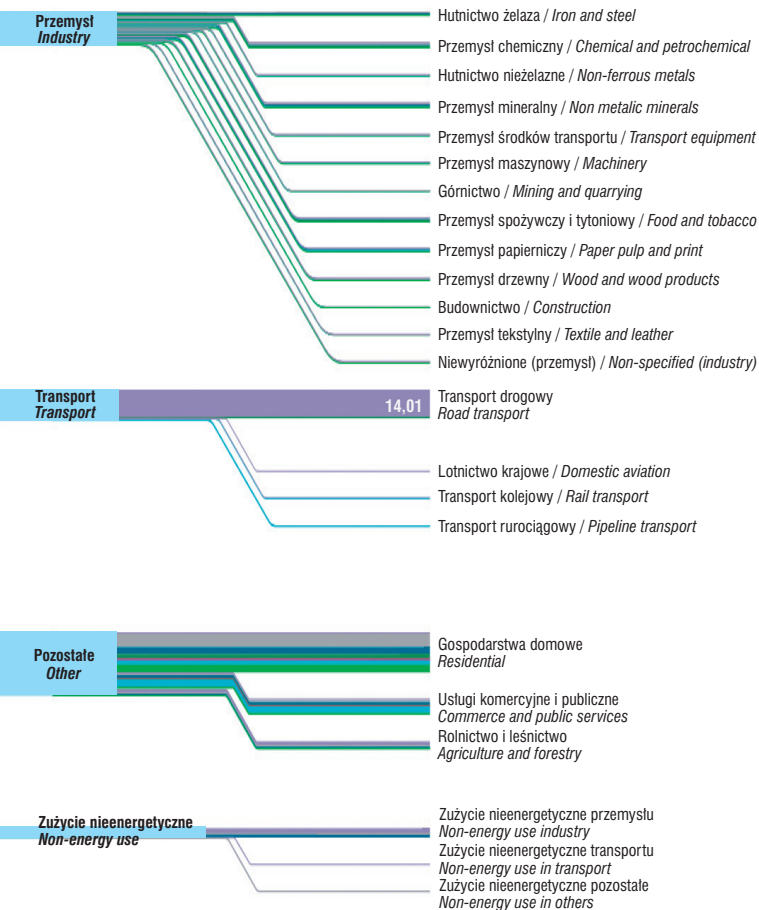 Przemysł
Industry
Hutnictwo żelaza / Iron and steel
Przemysł chemiczny / Chemical and petrochemical
Hutnictwo nieżelazne / Non-ferrous metals
Przemysł mineralny / Non metalic minerals
Przemysł środków transportu / Transport equipment
Przemysł maszynowy / Machinery
Górnictwo / Mining and quarrying
Przemysł spożywczy i tytoniowy / Food and tobacco
Przemysł papierniczy / Paper pulp and print
Przemysł drzewny / Wood and wood products
Budownictwo / Construction
Przemysł tekstylny / Textile and leather
Niewyróżnione (przemysł) / Non-specified (industry)
Transport
Transport
14,01
Transport drogowy
Road transport
Lotnictwo krajowe / Domestic aviation
Transport kolejowy / Rail transport
Transport rurociągowy / Pipeline transport
Pozostałe
Other
Gospodarstwa domowe
Residential
Usługi komercyjne i publiczne
Commerce and public services
Rolnictwo i leśnictwo
Agriculture and forestry
Zużycie nieenergetyczne
Non-energy use
Zużycie nieenergetyczne przemysłu
Non-energy use industry
Zużycie nieenergetyczne transportu
Non-energy use in transport
Zużycie nieenergetyczne pozostałe
Non-energy use in others